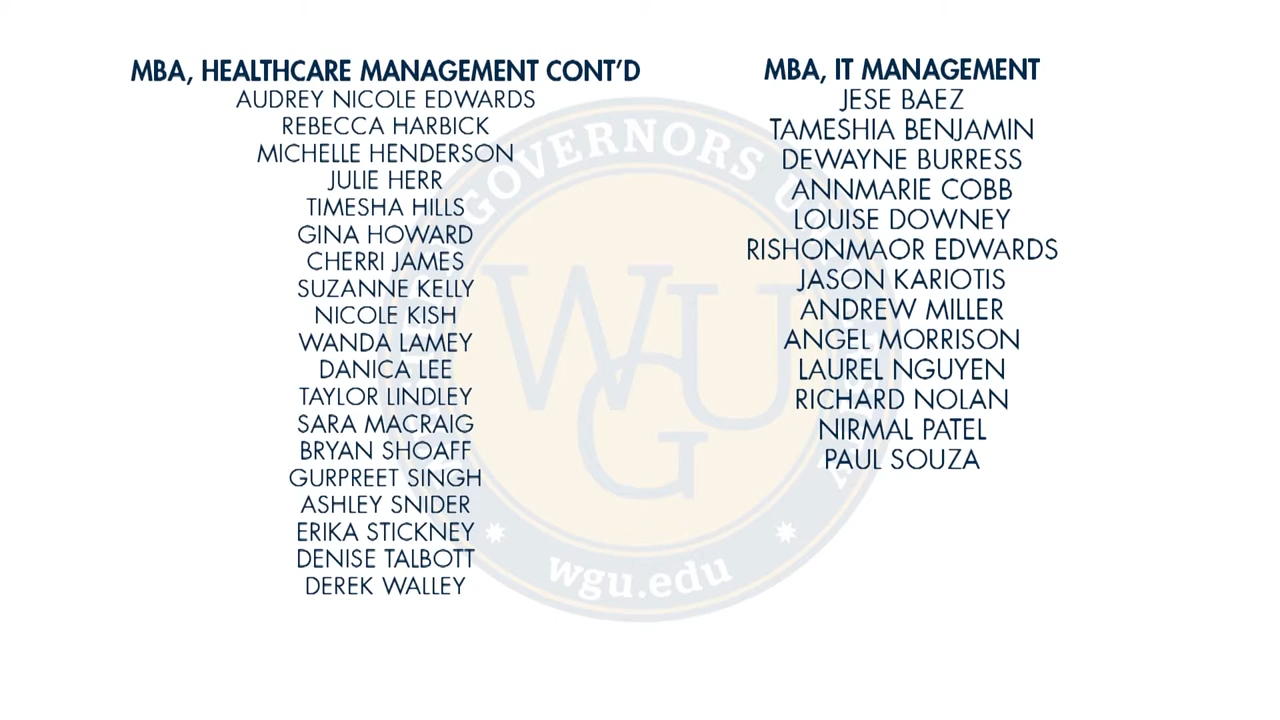 MBA, HEALTHCARE MANAGEMENT CONT'D
AUDREY NICOLE EDWARDS
REBECCA HARBICK
MICHELLE HENDERSON
JULIE HERR
TIMESHA HILLS
GINA HOWARD
CHERRI JAMES
SUZANNE KELLY
NICOLE KISH
WANDA LAMEY
DANICA LEE
TAYLOR LINDLEY
SARA MACRAIG
BRYAN SHOAFF
GURPREET SINGH
ASHLEY SNIDER
ERIKA STICKNEY
DENISE TALBOTT
DEREK WALLEY
MBA, IT MANAGEMENT
JESE BAEZ
TAMESHIA BENJAMIN
DEWAYNE BURRESS
ANNMARIE COBB
LOUISE DOWNEY
RISHONMAOR EDWARDS
JASON KARIOTIS
ANDREW MILLER
ANGEL MORRISON
LAUREL NGUYEN
RICHARD NOLAN
NIRMAL PATEL
PAUL SOUZA
GOVERNORS
WGU
wgu.edu